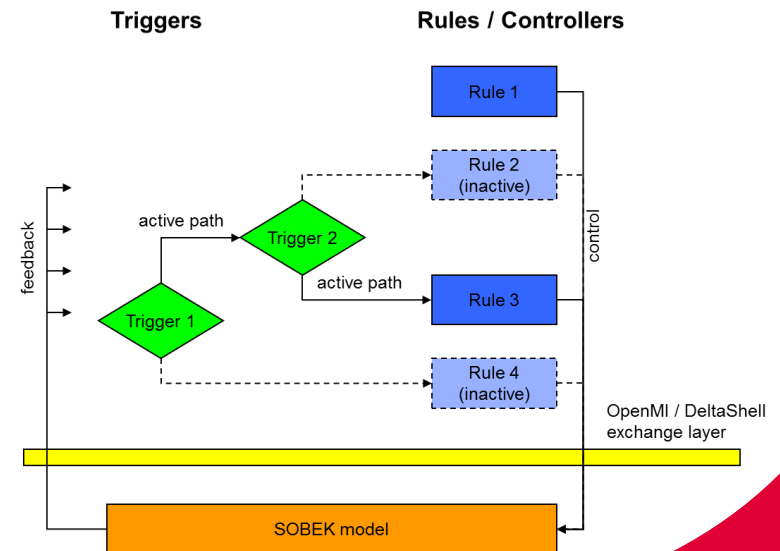 Triggers
Rules / Controllers
Rule 1
Rule 2
(inactive)
active path
Trigger 2
feedback
control
active path
Rule 3
Trigger 1
Rule 4
(inactive)
OpenMI / DeltaShell
exchange layer
SOBEK model